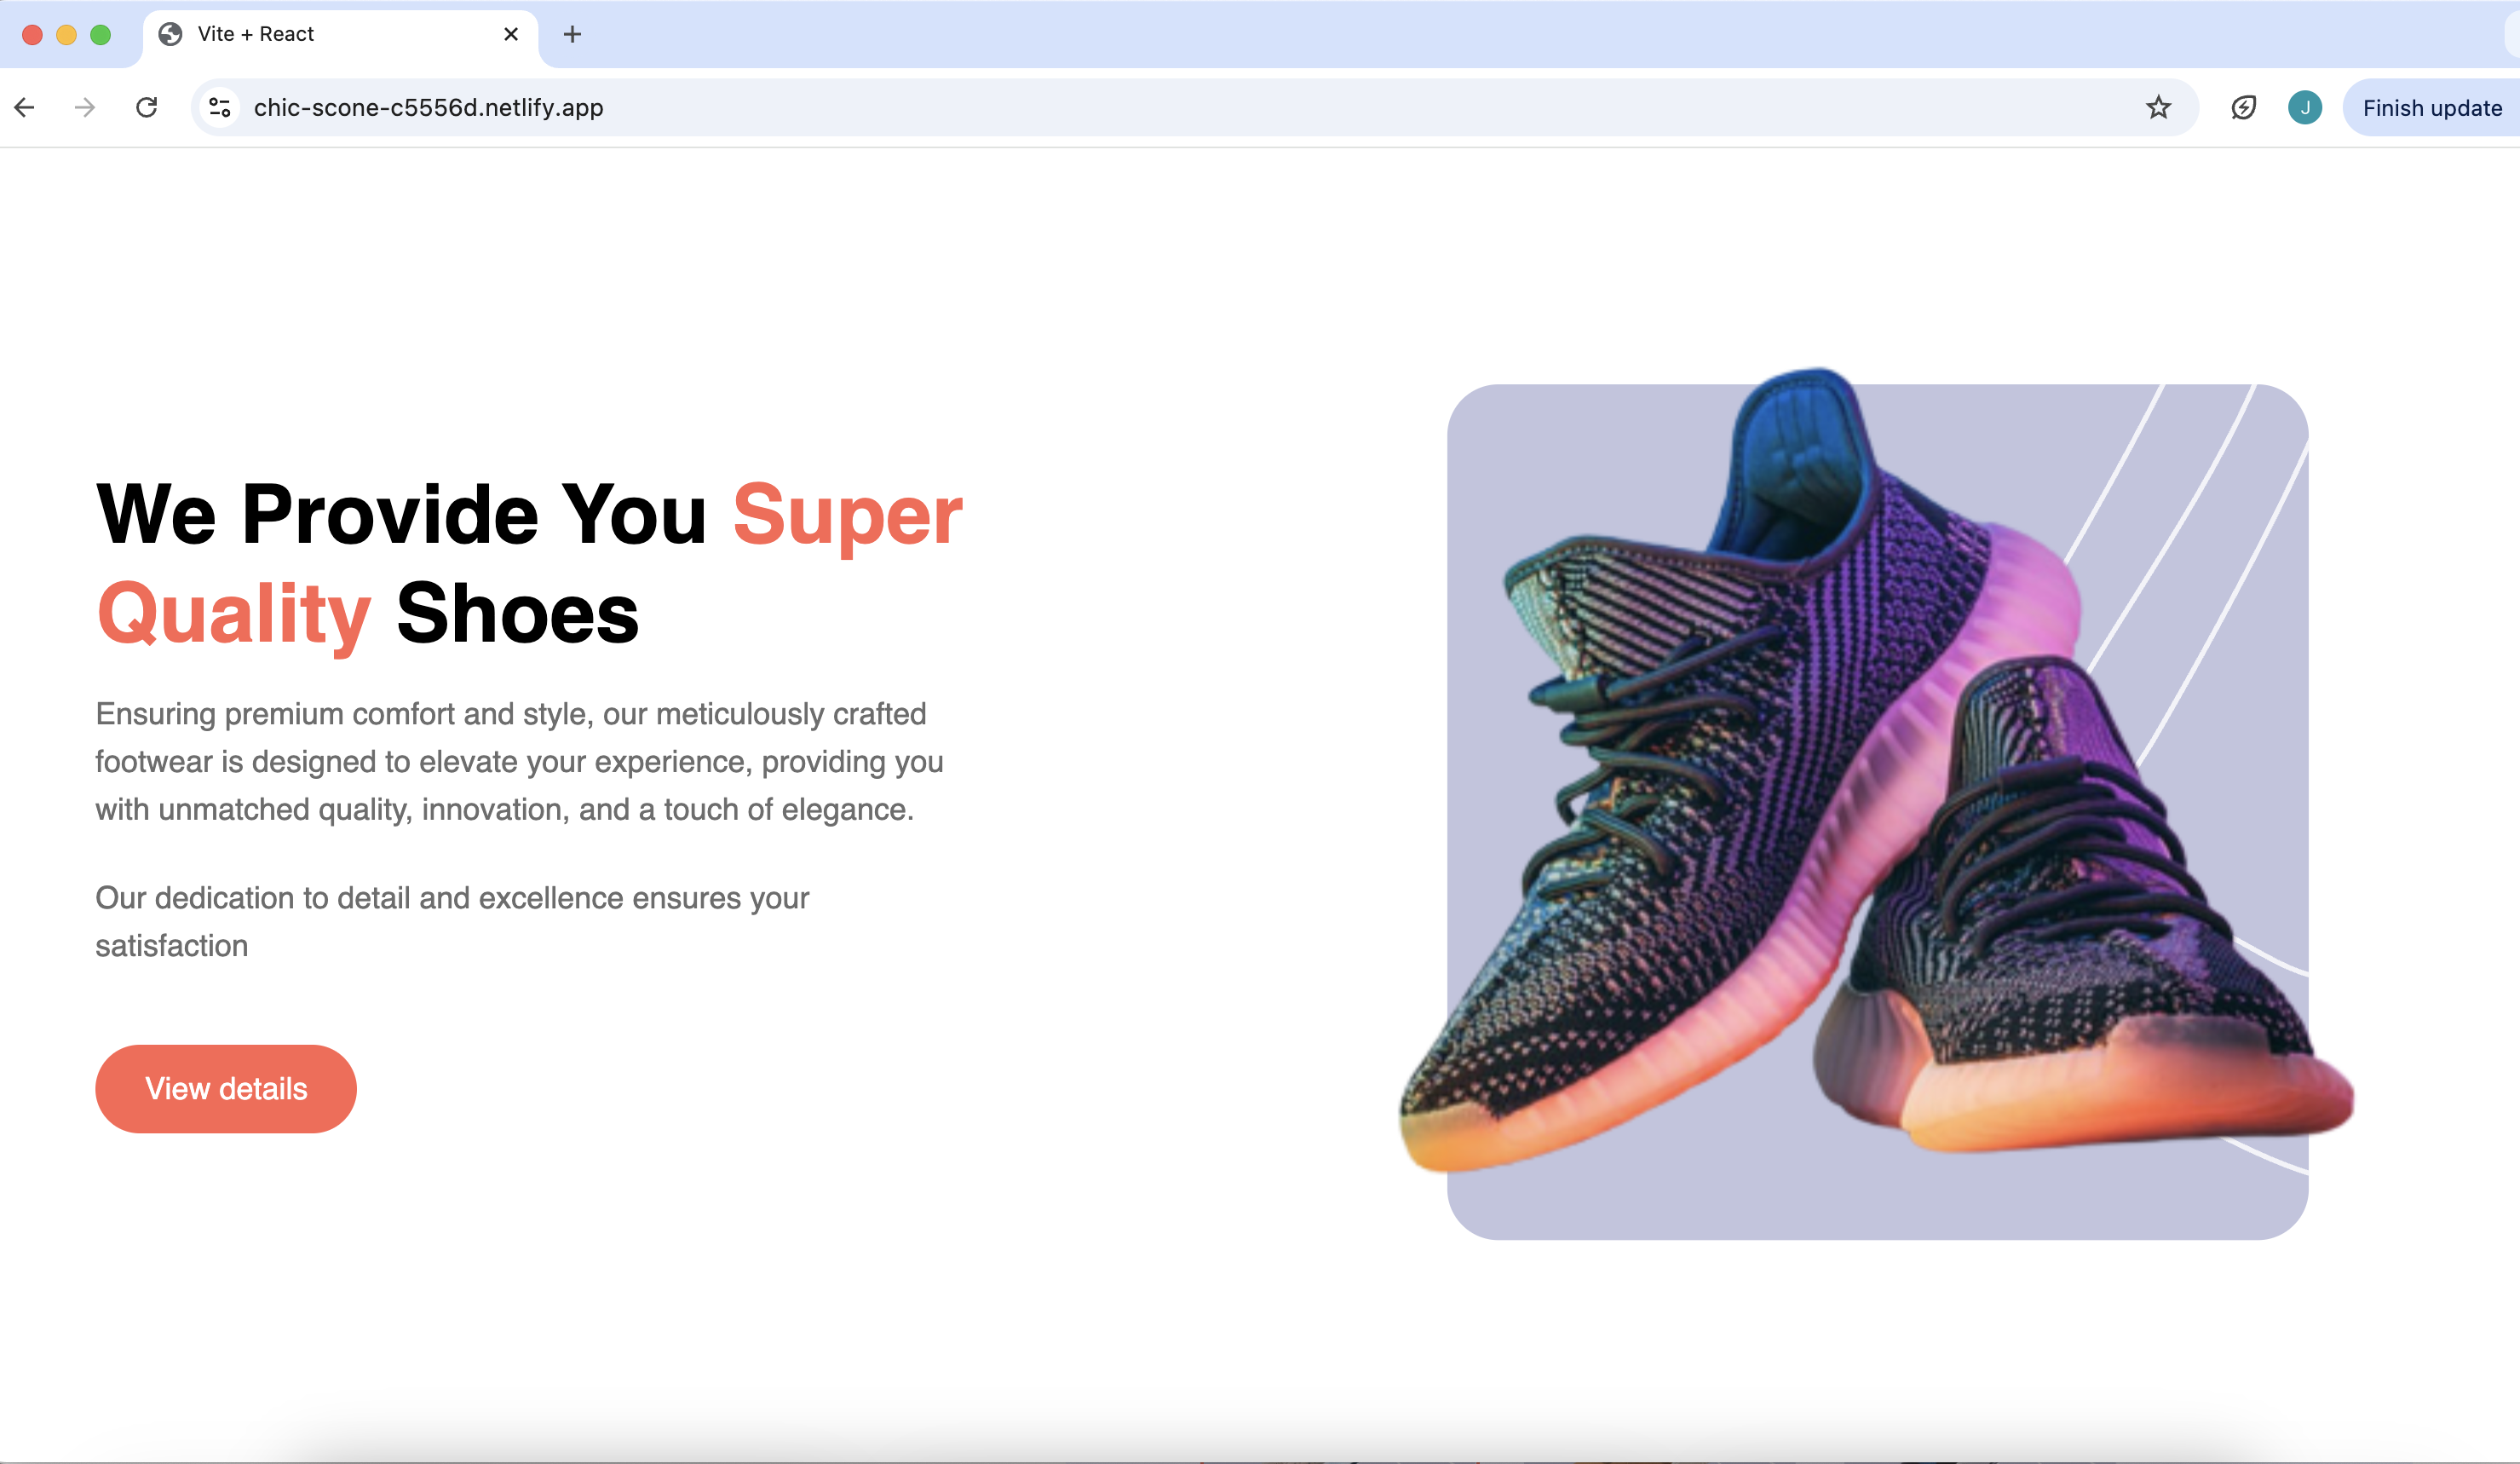 Vite + React
chic-scone-c5556d.netlify.app
J
Finish update
We Provide You Super
Quality Shoes
Ensuring premium comfort and style, our meticulously crafted
footwear is designed to elevate your experience, providing you
with unmatched quality, innovation, and a touch of elegance.
Our dedication to detail and excellence ensures your
satisfaction
View details